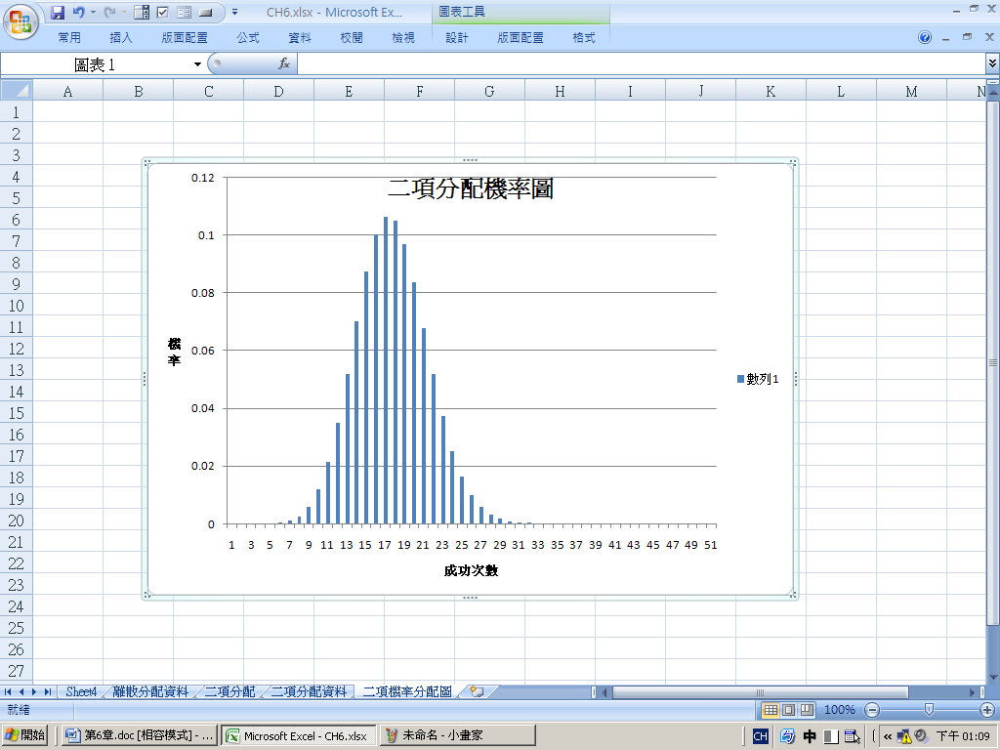 CH6.xlsx - Microsoft Ex...
圖表工具
常用 插入 版面配置 公式 資料 校閱 檢視 設計 版面配置 格式
圖表 1
fx
A B C D E F G H I J K L M N
1
2
3
4
5
6
7
8
9
10
11
12
13
14
15
16
17
18
19
20
21
22
23
24
25
26
27
二項分配機率圖
0.12
0.1
0.08
0.06
0.04
0.02
0
機率
數列1
1 3 5 7 9 11 13 15 17 19 21 23 25 27 29 31 33 35 37 39 41 43 45 47 49 51
成功次數
Sheet4 離散分配資料 二項分配 二項分配資料 二項機率分配圖
就緒
100%
開始 第6章.doc [相容模式] - ... Microsoft Excel - CH6.xlsx 未命名 - 小畫家 CH 中 下午 01:09